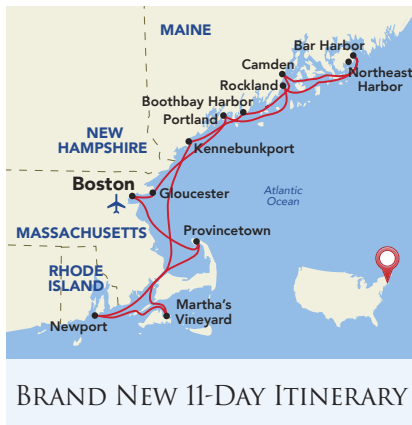 MAINE
Bar Harbor
Camden
Northeast
Harbor
Rockland
Boothbay Harbor
Portland
NEW
HAMPSHIRE
Kennebunkport
Boston
Gloucester
Atlantic
Ocean
MASSACHUSETTS
Provincetown
RHODE
ISLAND
Martha's
Vineyard
Newport
BRAND NEW 11-DAY ITINERARY